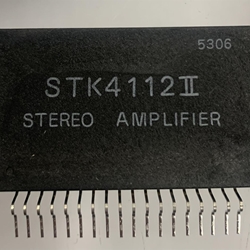 5306
STK4112II
STEREO AMPLIFIER